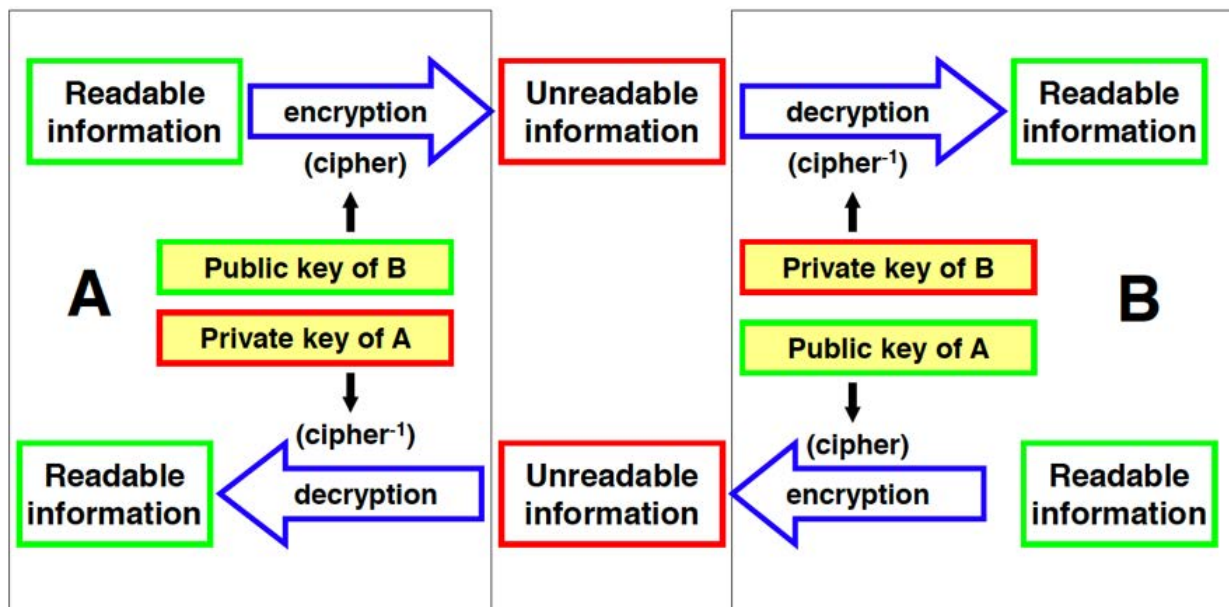 Readable
information
encryption
(cipher)
Unreadable
information
decryption
(cipher⁻¹)
Readable
information
A
Public key of B
Private key of A
Private key of B
Public key of A
B
Readable
information
(cipher⁻¹)
decryption
Unreadable
information
(cipher)
encryption
Readable
information